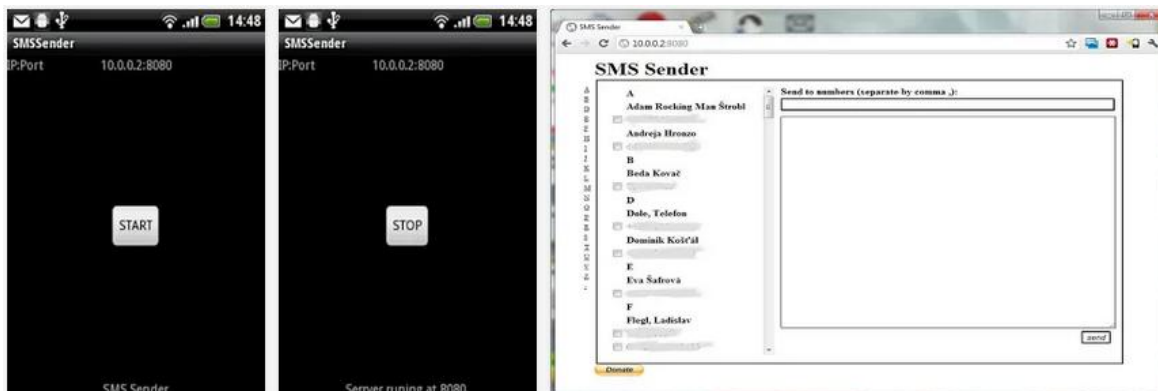 14:48
SMSSender
IP:Port 10.0.0.2:8080
START
SMS Sender
14:48
SMSSender
IP:Port 10.0.0.2:8080
STOP
Server runing at 8080
SMS Sender
10.0.0.2:8080
SMS Sender
A
Adam Rocking Man Štrobl
Andreja Hronzo
B
Beda Kovač
D
Dole, Telefon
Dominik Košťál
E
Eva Šafrová
F
Flegl, Ladislav
Send to numbers (separate by comma ,):
send
Donate